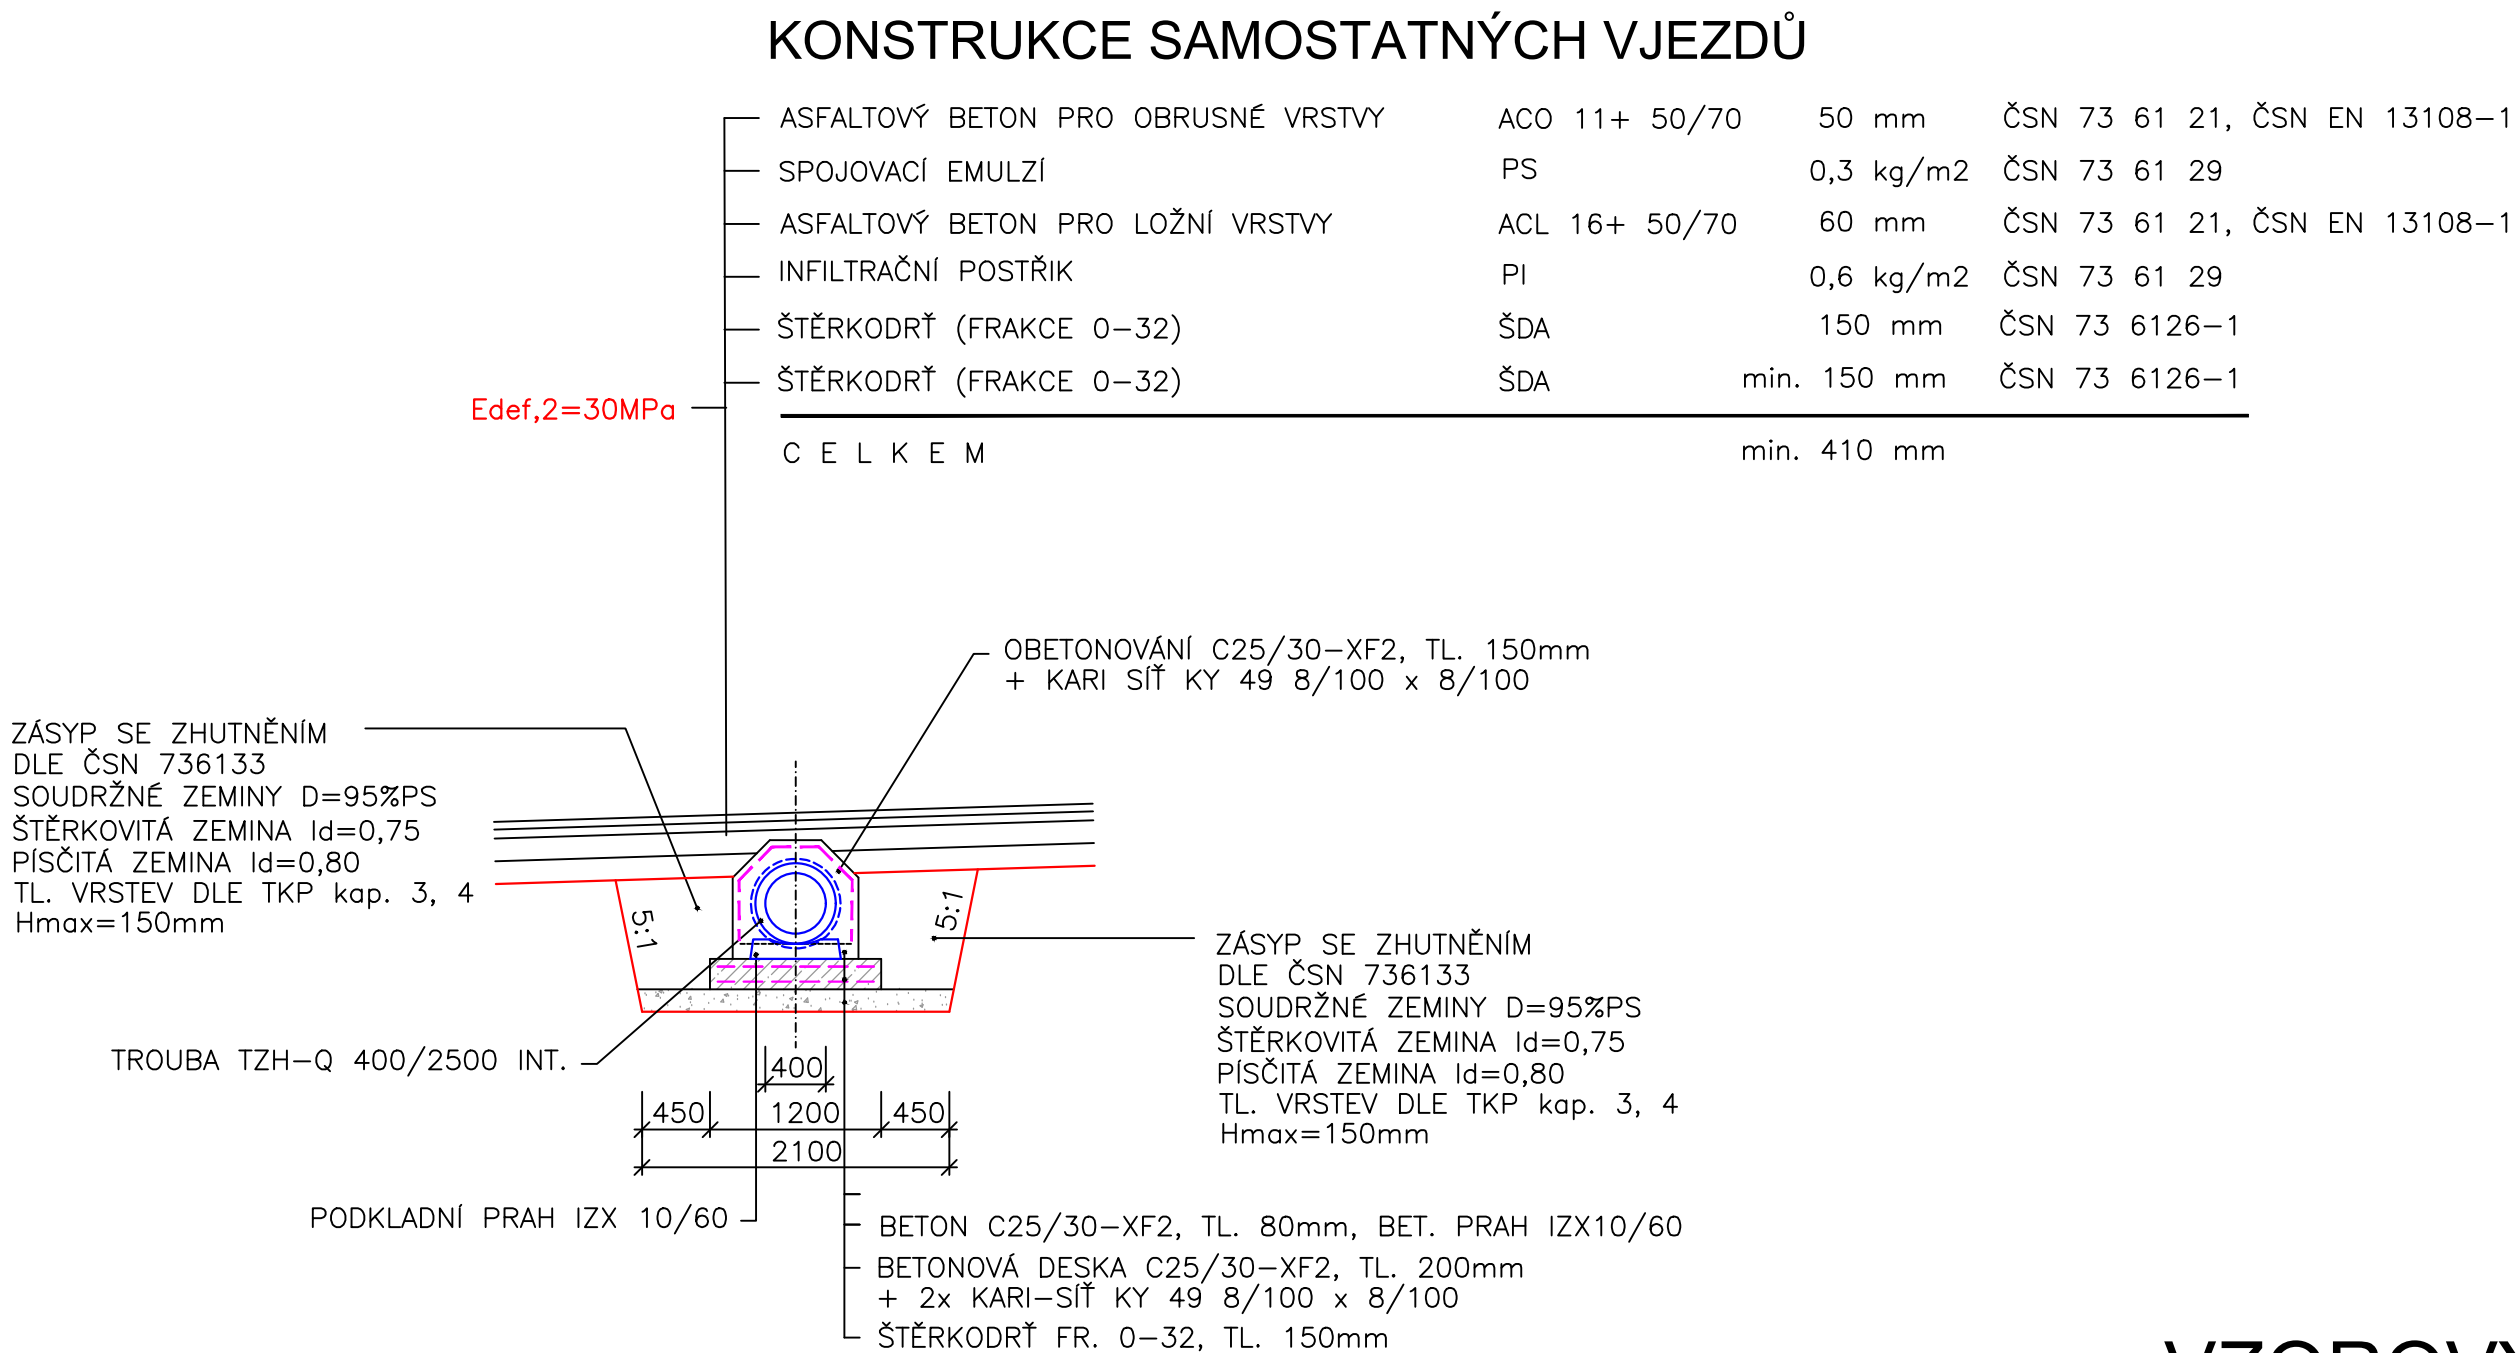 KONSTRUKCE SAMOSTATNÝCH VJEZDŮ
ASFALTOVÝ BETON PRO OBRUSNÉ VRSTVY ACO 11+ 50/70 50 mm ČSN 73 61 21, ČSN EN 13108-1
SPOJOVACÍ EMULZÍ PS 0,3 kg/m2 ČSN 73 61 29
ASFALTOVÝ BETON PRO LOŽNÍ VRSTVY ACL 16+ 50/70 60 mm ČSN 73 61 21, ČSN EN 13108-1
INFILTRAČNÍ POSTŘIK PI 0,6 kg/m2 ČSN 73 61 29
ŠTĚRKODRŤ (FRAKCE 0-32) ŠDA 150 mm ČSN 73 6126-1
ŠTĚRKODRŤ (FRAKCE 0-32) ŠDA min. 150 mm ČSN 73 6126-1
Edef,2=30MPa
CELKEM min. 410 mm
OBETONOVÁNÍ C25/30-XF2, TL. 150mm
+ KARI SÍŤ KY 49 8/100 x 8/100
ZÁSYP SE ZHUTNĚNÍM
DLE ČSN 736133
SOUDRŽNÉ ZEMINY D=95%PS
ŠTĚRKOVITÁ ZEMINA Id=0,75
PÍSČITÁ ZEMINA Id=0,80
TL. VRSTEV DLE TKP kap. 3, 4
Hmax=150mm
5:1
5:1
ZÁSYP SE ZHUTNĚNÍM
DLE ČSN 736133
SOUDRŽNÉ ZEMINY D=95%PS
ŠTĚRKOVITÁ ZEMINA Id=0,75
PÍSČITÁ ZEMINA Id=0,80
TL. VRSTEV DLE TKP kap. 3, 4
Hmax=150mm
TROUBA TZH-Q 400/2500 INT.
400
450 1200 450
2100
PODKLADNÍ PRAH IZX 10/60
BETON C25/30-XF2, TL. 80mm, BET. PRAH IZX10/60
BETONOVÁ DESKA C25/30-XF2, TL. 200mm
+ 2x KARI-SÍŤ KY 49 8/100 x 8/100
ŠTĚRKODRŤ FR. 0-32, TL. 150mm